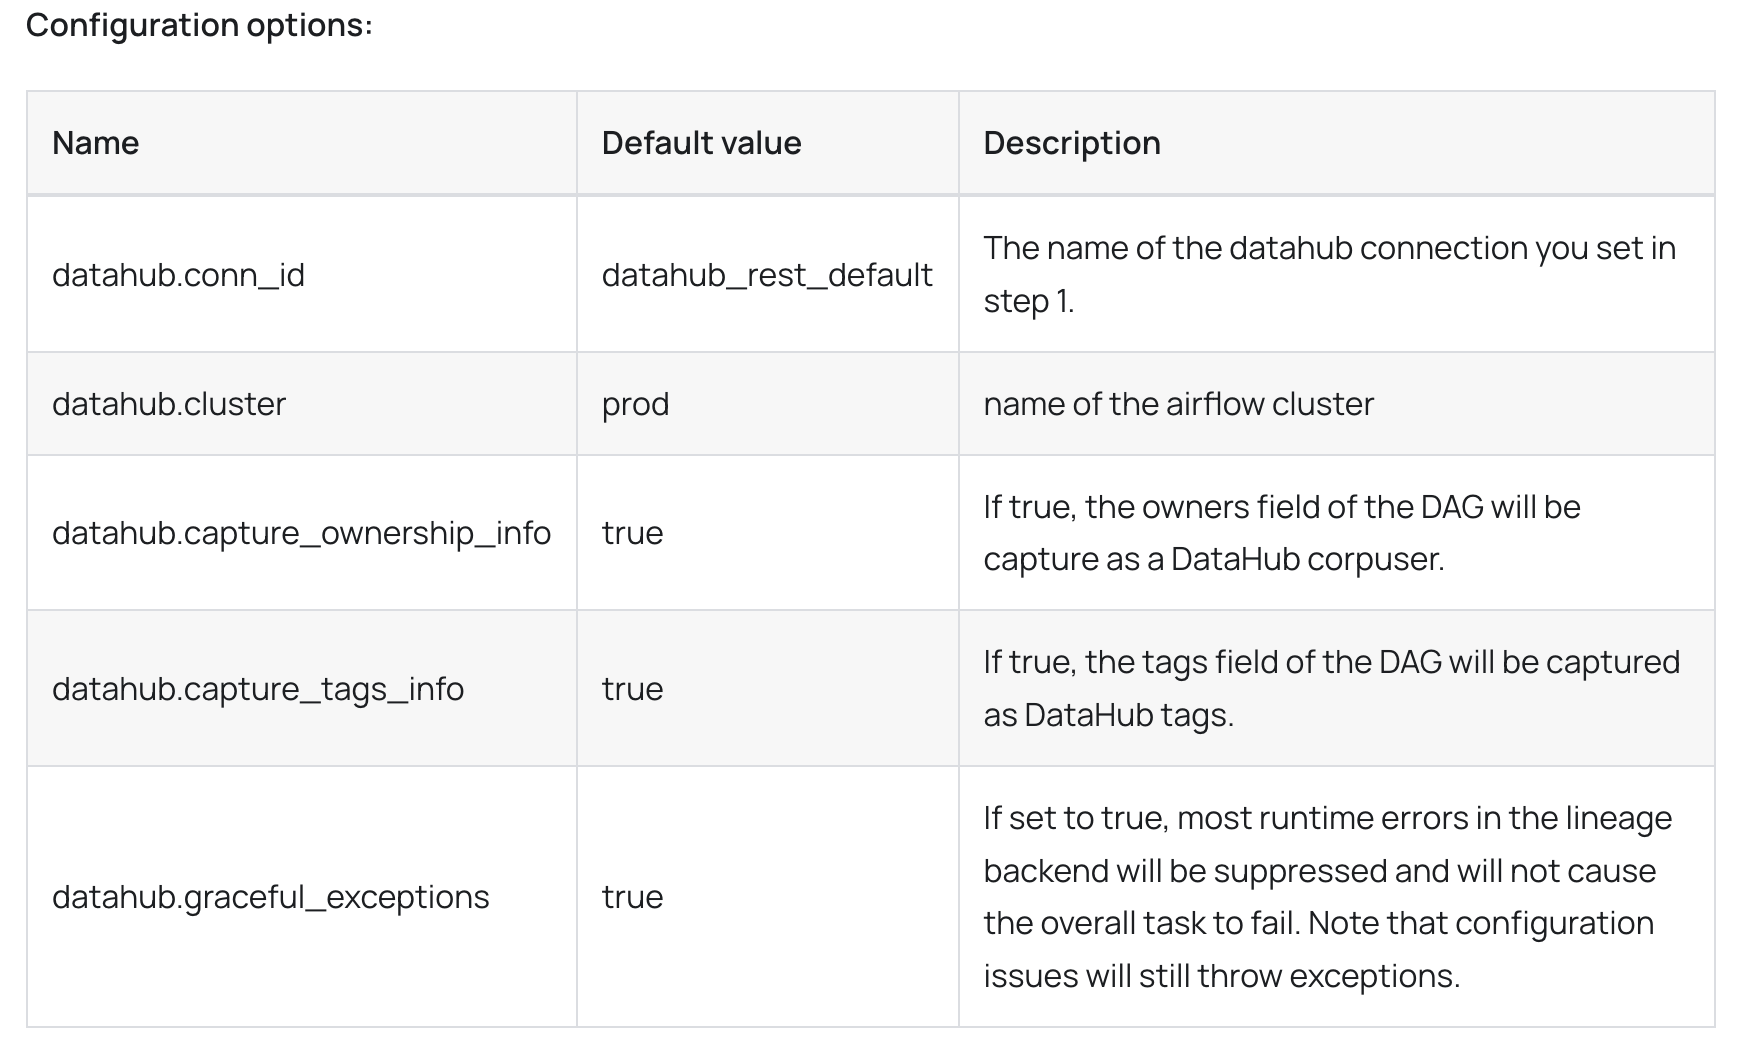 Configuration options:
Name Default value Description
datahub.conn_id datahub_rest_default The name of the datahub connection you set in
step 1.
datahub.cluster prod name of the airflow cluster
datahub.capture_ownership_info true If true, the owners field of the DAG will be
capture as a DataHub corpuser.
datahub.capture_tags_info true If true, the tags field of the DAG will be captured
as DataHub tags.
datahub.graceful_exceptions true If set to true, most runtime errors in the lineage
backend will be suppressed and will not cause
the overall task to fail. Note that configuration
issues will still throw exceptions.